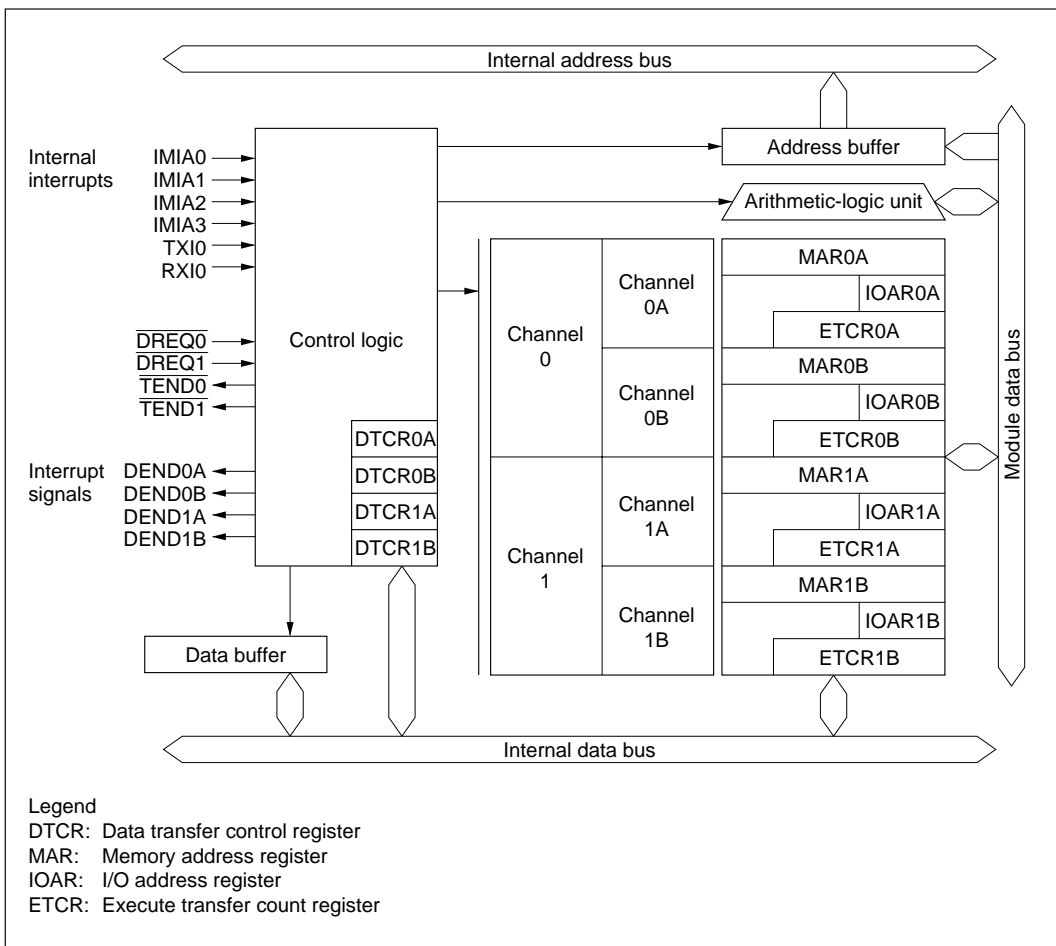 Internal address bus
Address buffer
Arithmetic-logic unit
Internal
interrupts
IMIA0
IMIA1
IMIA2
IMIA3
TXI0
RXI0
DREQ0
DREQ1
TEND0
TEND1
Interrupt
signals
DEND0A
DEND0B
DEND1A
DEND1B
Control logic
DTCR0A
DTCR0B
DTCR1A
DTCR1B
Channel
0
Channel
1
Channel
0A
Channel
0B
Channel
1A
Channel
1B
MAR0A
IOAR0A
ETCR0A
MAR0B
IOAR0B
ETCR0B
MAR1A
IOAR1A
ETCR1A
MAR1B
IOAR1B
ETCR1B
Module data bus
Data buffer
Internal data bus
Legend
DTCR: Data transfer control register
MAR: Memory address register
IOAR: I/O address register
ETCR: Execute transfer count register